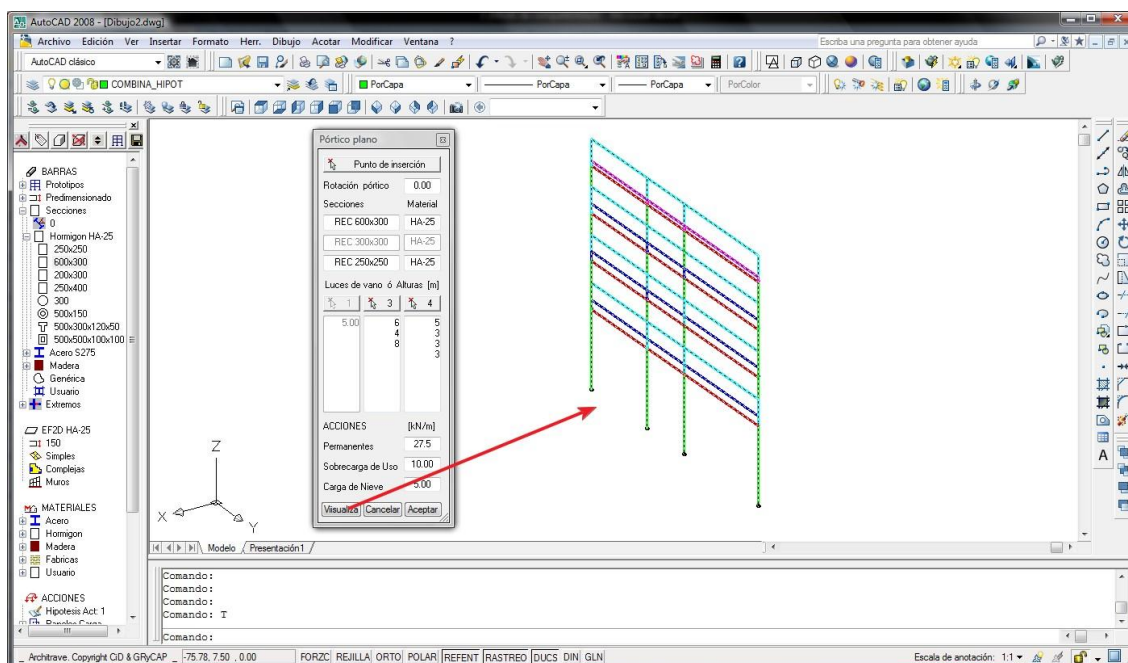 AutoCAD 2008 - [Dibujo2.dwg]
Archivo Edición Ver Insertar Formato Herr. Dibujo Acotar Modificar Ventana ?
Escriba una pregunta para obtener ayuda
AutoCAD clásico
COMBINA_HIPOT
PorCapa
PorCapa
PorCapa
PorColor
BARRAS
Prototipos
Predimensionado
Secciones
0
Hormigon HA-25
250x250
600x300
200x300
250x400
300
500x150
500x300x120x50
500x500x100x100
Acero S275
Madera
Genérica
Usuario
Extremos
EF2D HA-25
150
Simples
Complejas
Muros
MATERIALES
Acero
Hormigon
Madera
Fabricas
Usuario
ACCIONES
Hipotesis Act: 1
Paneles Carga
Pórtico plano
Punto de inserción
Rotación pórtico 0.00
Secciones Material
REC 600x300 HA-25
REC 300x300 HA-25
REC 250x250 HA-25
Luces de vano ó Alturas [m]
1 3 4
5.00 6 5
4 3
8 3
3
ACCIONES [kN/m]
Permanentes 27.5
Sobrecarga de Uso 10.00
Carga de Nieve 5.00
Visualiza Cancelar Aceptar
Z
X
Y
A
Modelo Presentación1
Comando:
Comando:
Comando:
Comando: T
Comando:
_ Architrave. Copyright CiD & GRyCAP _ -75.78, 7.50 , 0.00 FORZC REJILLA ORTO POLAR REFENT RASTREO DUCS DIN GLN Escala de anotación: 1:1